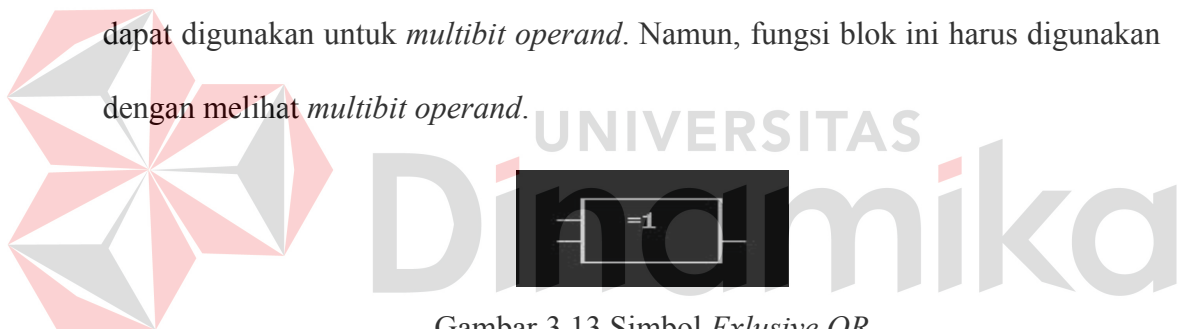 dapat digunakan untuk multibit operand. Namun, fungsi blok ini harus digunakan
dengan melihat multibit operand.
UNIVERSITAS
Dinamika
=1
Gambar 3.13 Simbol Exlusive OR